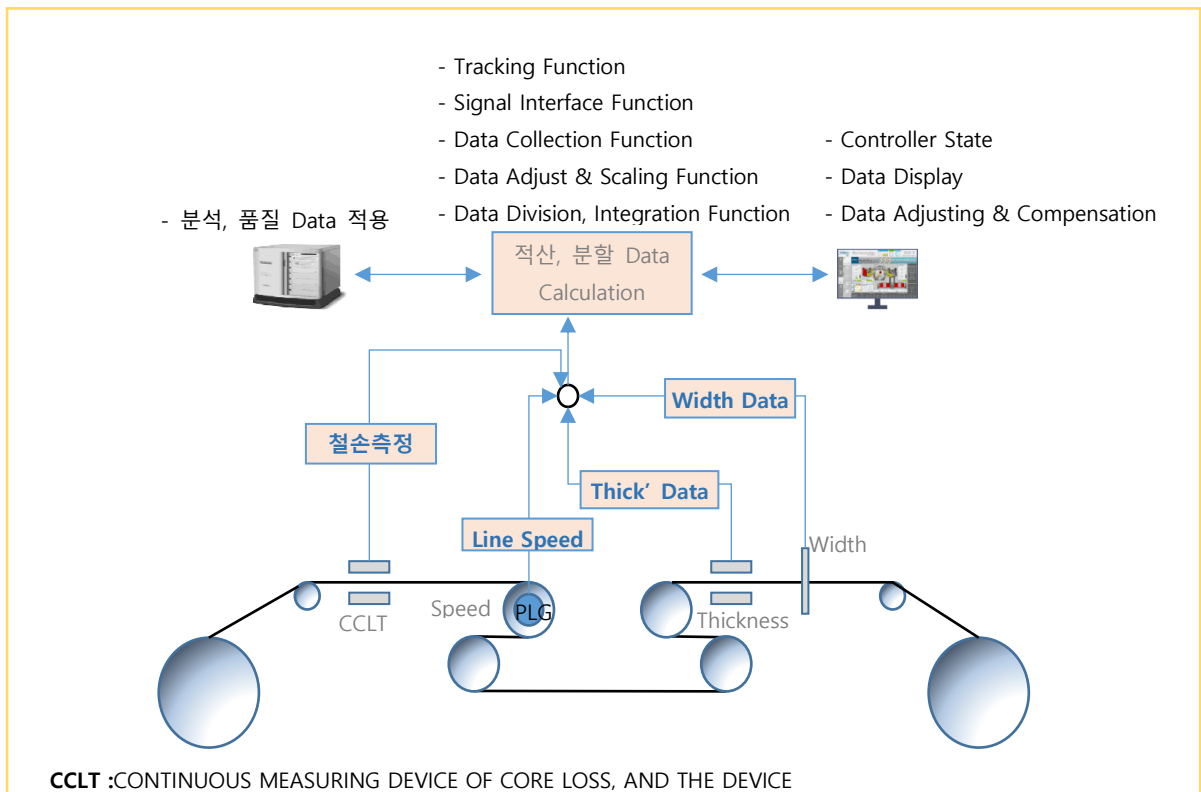 - Tracking Function
- Signal Interface Function
- Data Collection Function
- Data Adjust & Scaling Function
- Data Division, Integration Function
- Controller State
- Data Display
- Data Adjusting & Compensation
- 분석, 품질 Data 적용
적산, 분할 Data
Calculation
Width Data
철손측정
Thick’ Data
Line Speed
Width
CCLT
Speed
PLG
Thickness
CCLT :CONTINUOUS MEASURING DEVICE OF CORE LOSS, AND THE DEVICE